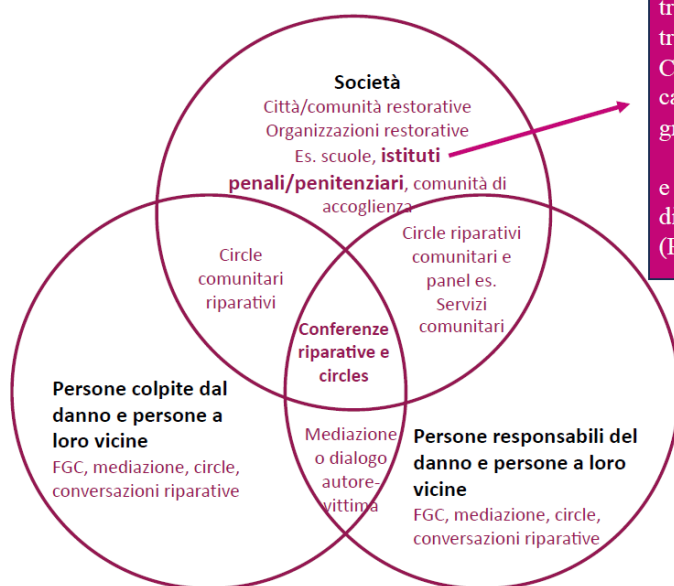 Società
Città/comunità restorative
Organizzazioni restorative
Es. scuole, istituti
penali/penitenziari, comunità di
accoglienza
Circle
comunitari
riparativi
Circle riparativi
comunitari e
panel es.
Servizi
comunitari
Conferenze
riparative e
circles
Persone colpite dal
danno e persone a
loro vicine
FGC, mediazione, circle,
conversazioni riparative
Mediazione
o dialogo
autore-
vittima
Persone responsabili del
danno e persone a loro
vicine
FGC, mediazione, circle,
conversazioni riparative
e